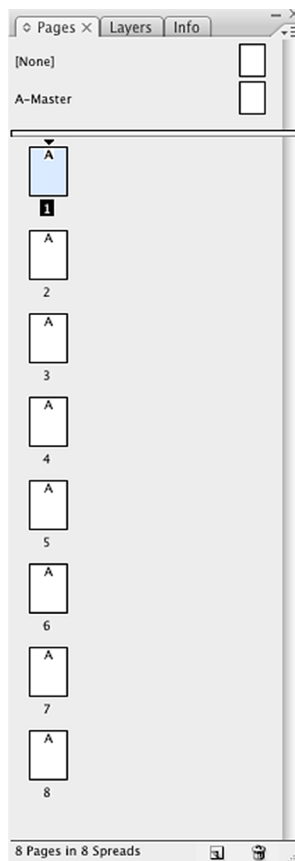 Pages Layers Info
[None]
A-Master
A
1
A
2
A
3
A
4
A
5
A
6
A
7
A
8
8 Pages in 8 Spreads